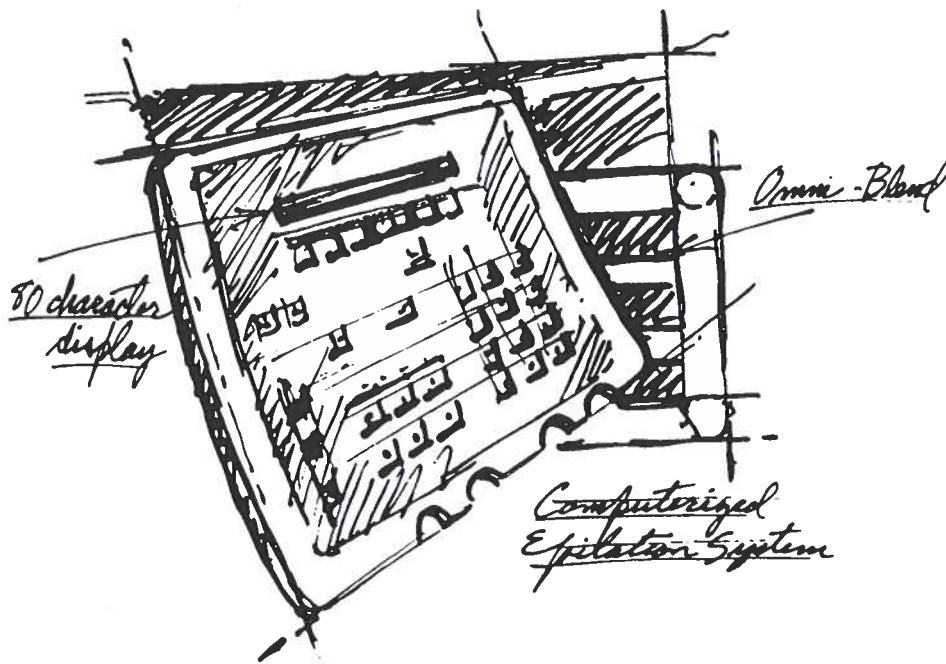 Omni-Blend
80 character
display
Computerized
Epilation System